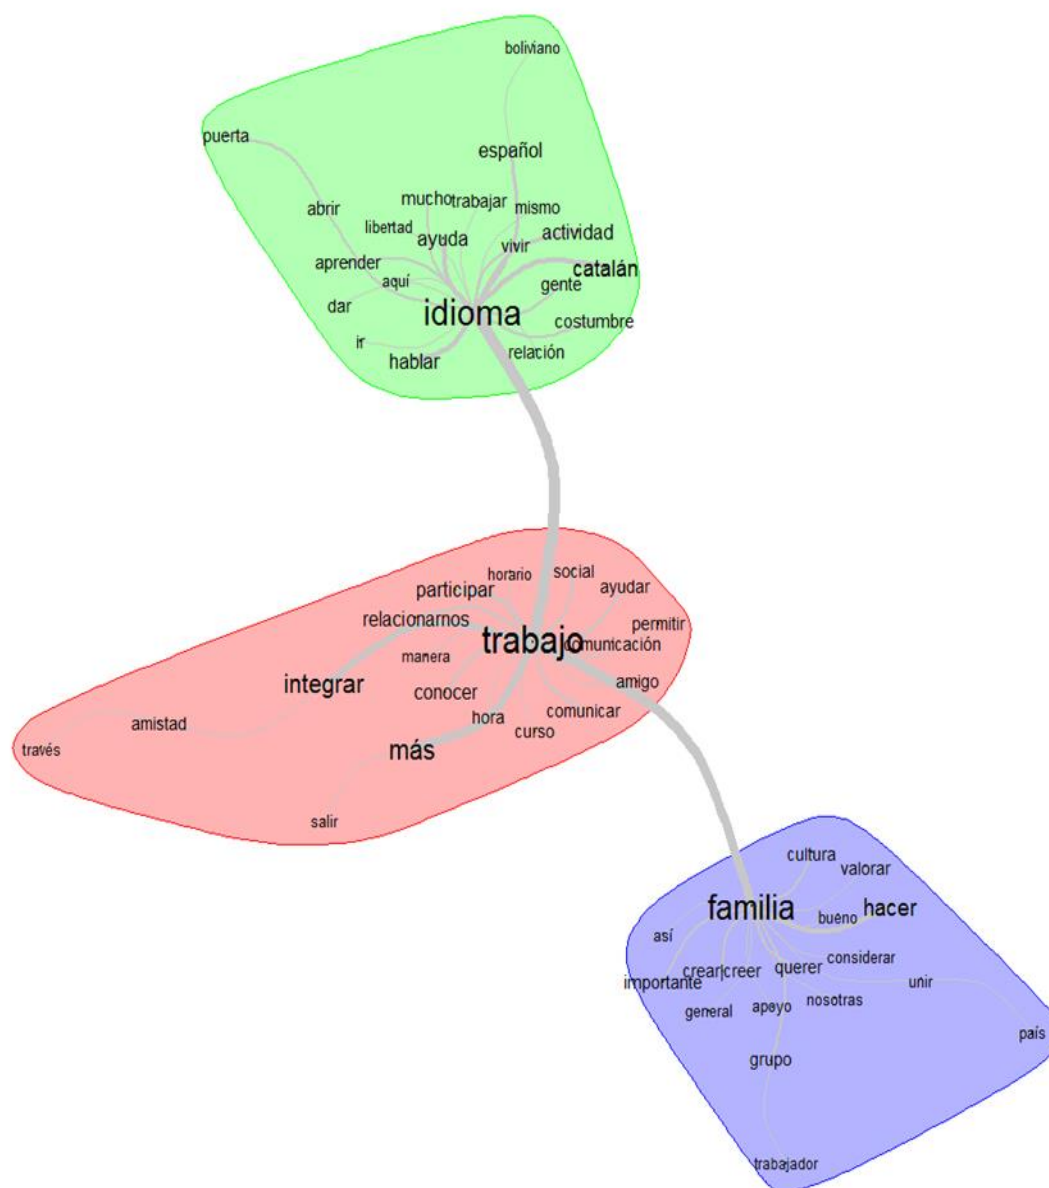 boliviano
puerta
español
mucho
trabajar
mismo
abrir
libertad
ayuda
vivir
actividad
aprender
aquí
catalán
gente
dar
idioma
costumbre
ir
hablar
relación
horario
social
participar
ayudar
relacionarnos
permitir
trabajo
comunicación
manera
integrar
conocer
amigo
amistad
hora
comunicar
curso
través
más
salir
cultura
valorar
familia
bueno
hacer
así
considerar
importante
crear
creer
querer
unir
general
apoyo
nosotras
país
grupo
trabajador